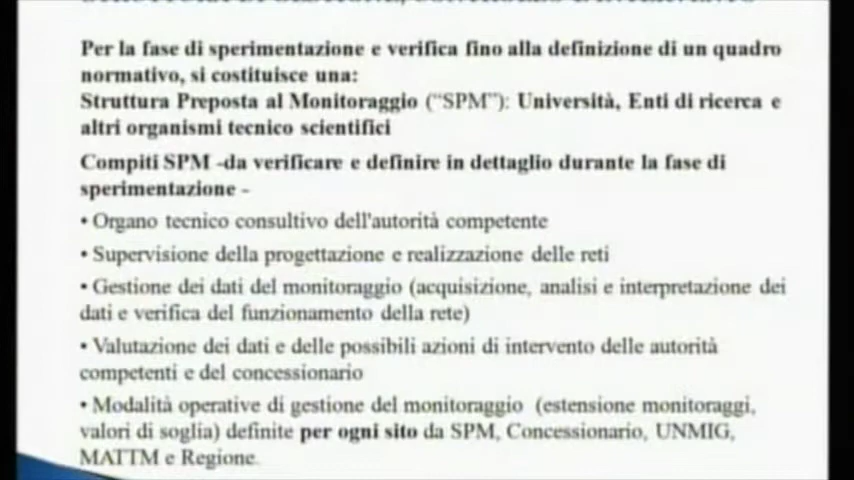 Per la fase di sperimentazione e verifica fino alla definizione di un quadro
normativo, si costituisce una:
Struttura Preposta al Monitoraggio ("SPM"): Università, Enti di ricerca e
altri organismi tecnico scientifici
Compiti SPM -da verificare e definire in dettaglio durante la fase di
sperimentazione -
• Organo tecnico consultivo dell'autorità competente
• Supervisione della progettazione e realizzazione delle reti
• Gestione dei dati del monitoraggio (acquisizione, analisi e interpretazione dei
dati e verifica del funzionamento della rete)
• Valutazione dei dati e delle possibili azioni di intervento delle autorità
competenti e del concessionario
• Modalità operative di gestione del monitoraggio (estensione monitoraggi,
valori di soglia) definite per ogni sito da SPM, Concessionario, UNMIG,
MATTM e Regione.